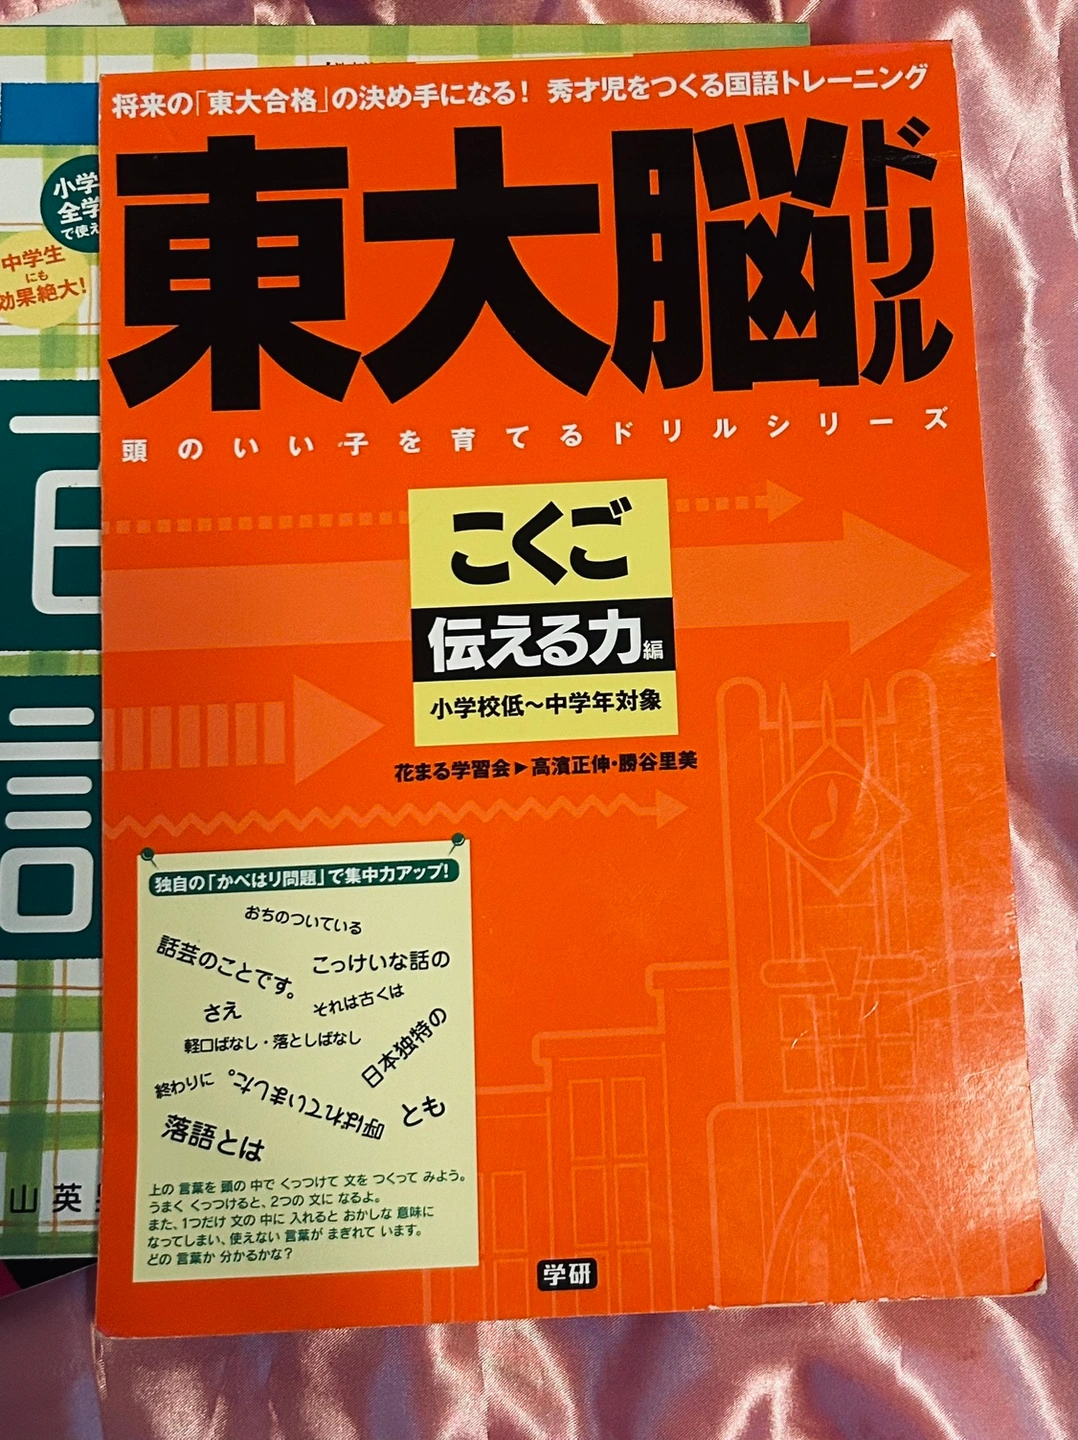 将来の「東大合格」の決め手になる! 秀才児をつくる国語トレーニング
東大脳ドリル
頭のいい子を育てるドリルシリーズ
こくご
伝える力編
小学校低〜中学年対象
花まる学習会▶高濱正伸・勝谷里美
独自の「かべはリ問題」で集中力アップ!
おちのついている
話芸のことです。
こっけいな話の
さえ
それは古くは
軽口ばなし・落としばなし
日本独特の
終わりに
呼ばれていました。
とも
落語とは
上の 言葉を 頭の 中で くっつけて 文を つくって みよう。
うまく くっつけると、2つの 文に なるよ。
また、1つだけ 文の 中に 入れると おかしな 意味に
なってしまい、使えない 言葉が まぎれて います。
どの 言葉か 分かるかな?
学研
小学
全学
で使え
中学生
にも
効果絶大!
山英